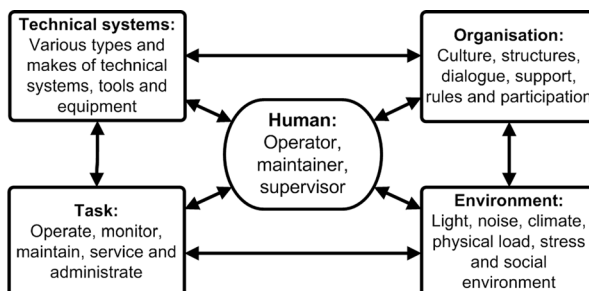 Technical systems:
Various types and
makes of technical
systems, tools and
equipment
Organisation:
Culture, structures,
dialogue, support,
rules and participation
Human:
Operator,
maintainer,
supervisor
Task:
Operate, monitor,
maintain, service and
administrate
Environment:
Light, noise, climate,
physical load, stress
and social
environment